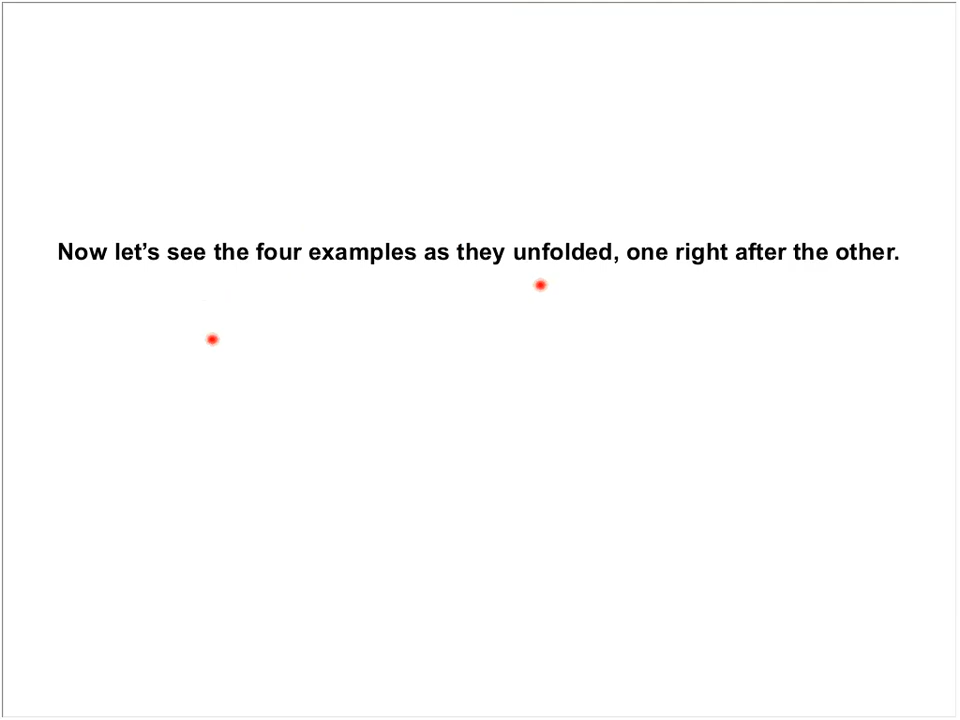 Now let’s see the four examples as they unfolded, one right after the other.